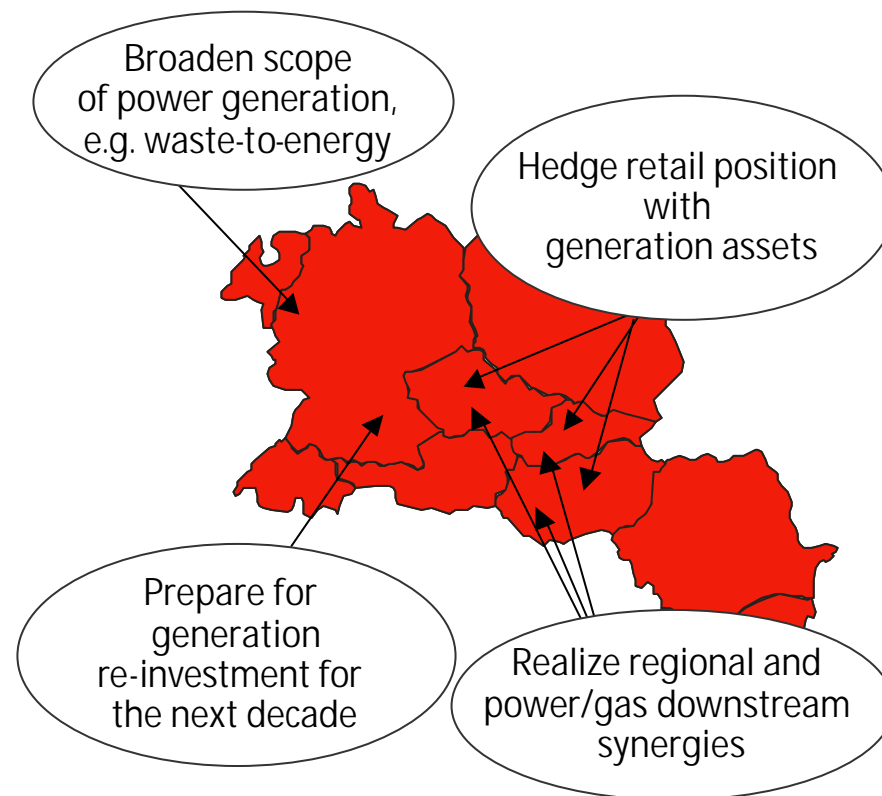 Broaden scope
of power generation,
e.g. waste-to-energy
Hedge retail position
with
generation assets
Prepare for
generation
re-investment for
the next decade
Realize regional and
power/gas downstream
synergies